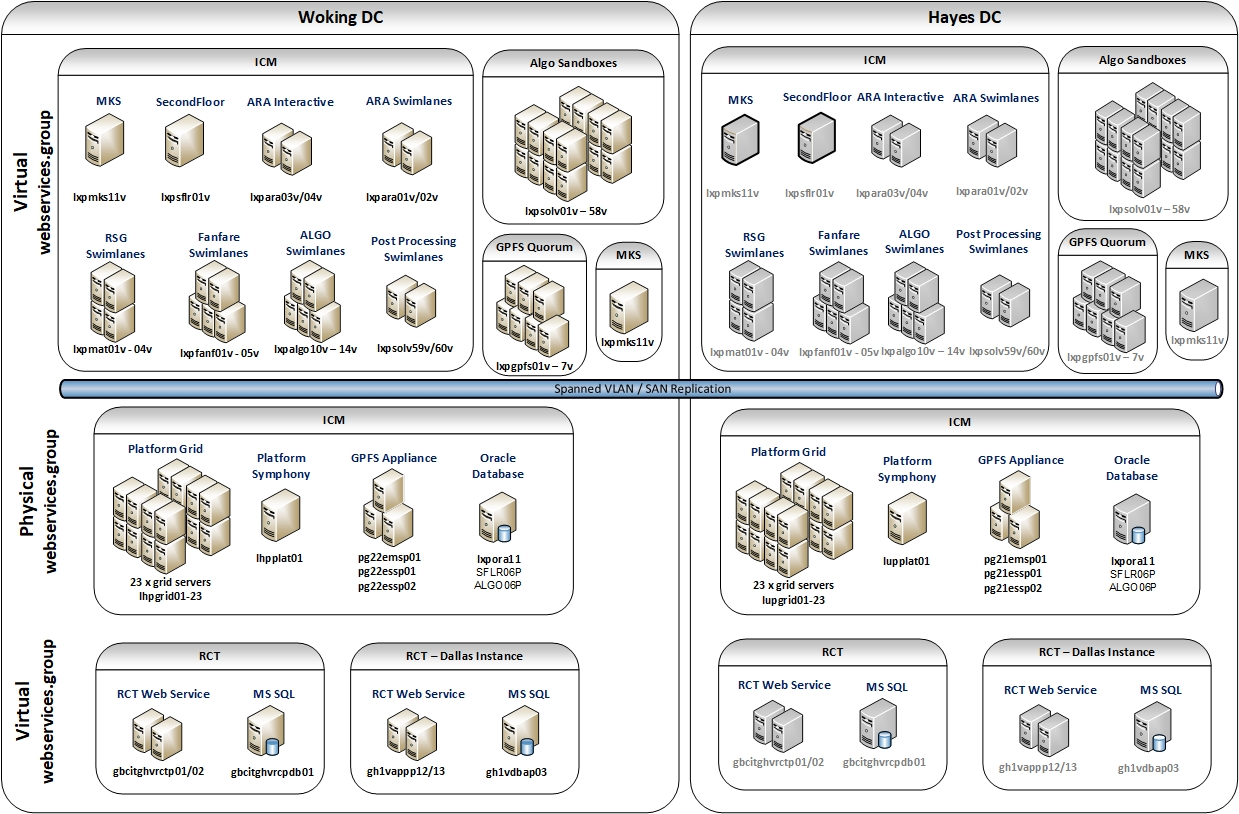 Woking DC
Virtual
webservices.group
ICM
MKS
lxpmks11v
SecondFloor
lxpsflr01v
ARA Interactive
lxpara03v/04v
ARA Swimlanes
lxpara01v/02v
RSG
Swimlanes
lxpmat01v - 04v
Fanfare
Swimlanes
lxpfanf01v - 05v
ALGO
Swimlanes
lxpalgo10v – 14v
Post Processing
Swimlanes
lxpsolv59v/60v
Algo Sandboxes
lxpsolv01v – 58v
GPFS Quorum
lxpgpfs01v – 7v
MKS
lxpmks11v
Hayes DC
ICM
MKS
lxpmks11v
SecondFloor
lxpsflr01v
ARA Interactive
lxpara03v/04v
ARA Swimlanes
lxpara01v/02v
RSG
Swimlanes
lxpmat01v - 04v
Fanfare
Swimlanes
lxpfanf01v - 05v
ALGO
Swimlanes
lxpalgo10v – 14v
Post Processing
Swimlanes
lxpsolv59v/60v
Algo Sandboxes
lxpsolv01v – 58v
GPFS Quorum
lxpgpfs01v – 7v
MKS
lxpmks11v
Spanned VLAN / SAN Replication
Physical
webservices.group
ICM
Platform Grid
23 x grid servers
lhpgrid01-23
Platform
Symphony
lhpplat01
GPFS Appliance
pg22emsp01
pg22essp01
pg22essp02
Oracle
Database
lxpora11
SFLR06P
ALGO06P
ICM
Platform Grid
23 x grid servers
lupgrid01-23
Platform
Symphony
lupplat01
GPFS Appliance
pg21emsp01
pg21essp01
pg21essp02
Oracle
Database
lxpora11
SFLR06P
ALGO06P
Virtual
webservices.group
RCT
RCT Web Service
gbcitghvrctp01/02
MS SQL
gbcitghvrcpdb01
RCT – Dallas Instance
RCT Web Service
gh1vappp12/13
MS SQL
gh1vdbap03
RCT
RCT Web Service
gbcitghvrctp01/02
MS SQL
gbcitghvrcpdb01
RCT – Dallas Instance
RCT Web Service
gh1vappp12/13
MS SQL
gh1vdbap03